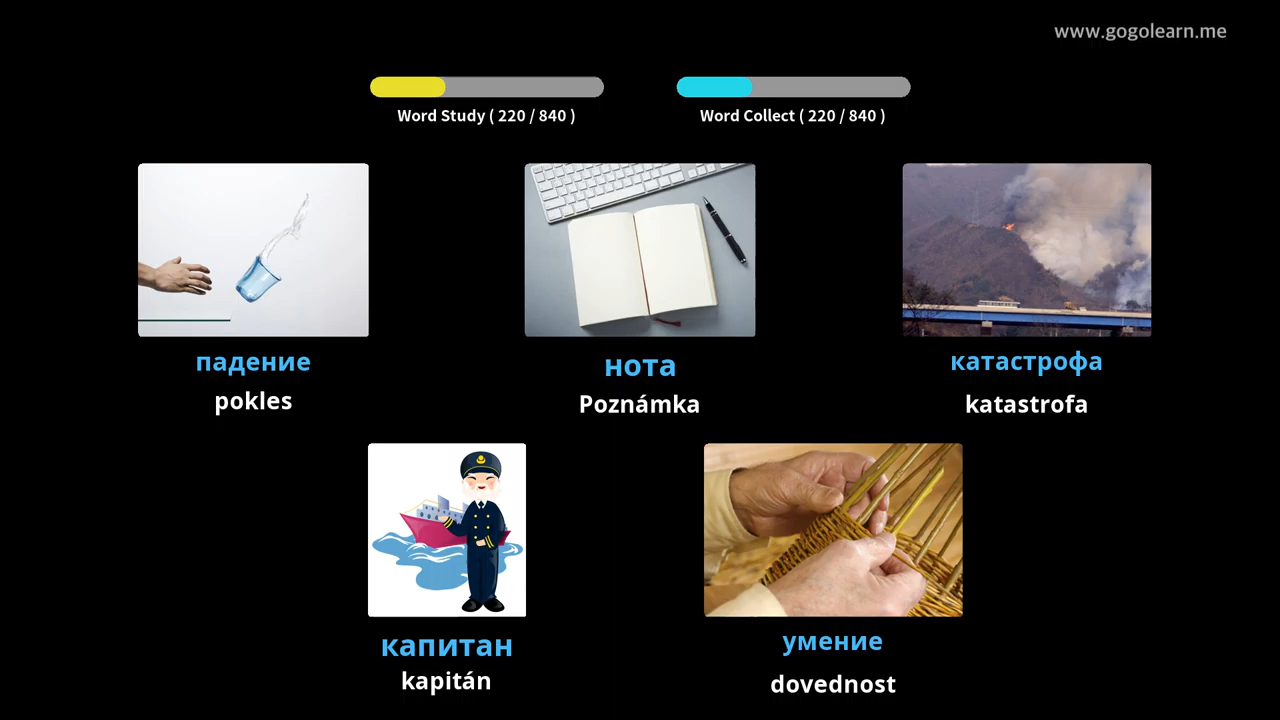 www.gogolearn.me
Word Study ( 220 / 840 )
Word Collect ( 220 / 840 )
падение
pokles
нота
Poznámka
катастрофа
katastrofa
капитан
kapitán
умение
dovednost